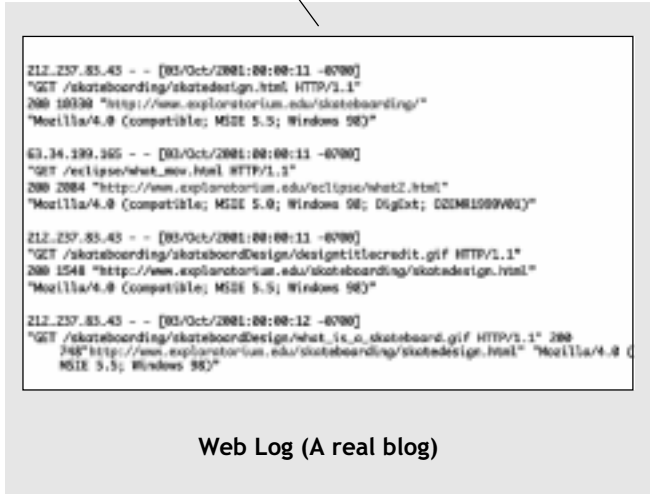 212.237.83.43 - - [03/Oct/2001:00:00:11 -0700]
"GET /skateboarding/skatedesign.html HTTP/1.1"
200 10330 "http://www.exploratorium.edu/skateboarding/"
"Mozilla/4.0 (compatible; MSIE 5.5; Windows 98)"
63.34.199.165 - - [03/Oct/2001:00:00:11 -0700]
"GET /eclipse/what_mov.html HTTP/1.1"
200 2004 "http://www.exploratorium.edu/eclipse/what2.html"
"Mozilla/4.0 (compatible; MSIE 5.0; Windows 98; DigExt;
212.237.83.43 - - [03/Oct/2001:00:00:11 -0700]
"GET /skateboarding/skateboardDesign/designtitlecredit.gif HTTP/1.1"
200 1548 "http://www.exploratorium.edu/skateboarding/skatedesign.html"
"Mozilla/4.0 (compatible; MSIE 5.5; Windows 98)"
212.237.83.43 - - [03/Oct/2001:00:00:12 -0700]
"GET /skateboarding/skateboardDesign/what_is_a_skateboard.gif HTTP/1.1" 200
748"http://www.exploratorium.edu/skateboarding/skatedesign.html" "Mozilla/4.0 (
MSIE 5.5; Windows 98)"
Web Log (A real blog)